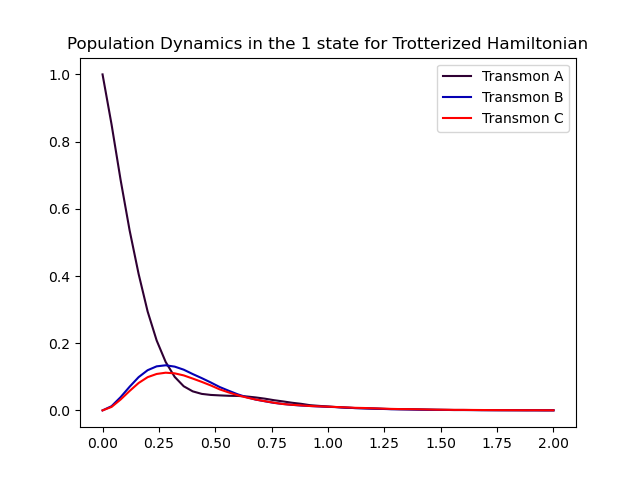 Population Dynamics in the 1 state for Trotterized Hamiltonian
Transmon A
Transmon B
Transmon C
1.0
0.8
0.6
0.4
0.2
0.0
0.00 0.25 0.50 0.75 1.00 1.25 1.50 1.75 2.00